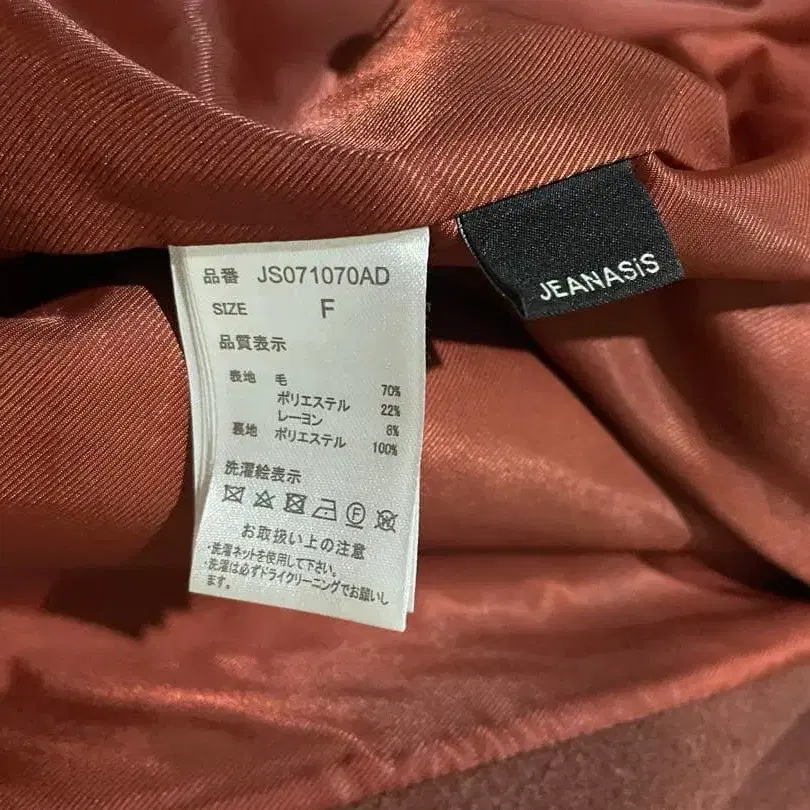 品番 JS071070AD
SIZE F
品質表示
表地 毛 70%
ポリエステル 22%
レーヨン 8%
裏地 ポリエステル 100%
洗濯絵表示
F
お取扱い上の注意
・洗濯ネットを使用して下さい。
・洗濯は必ずドライクリーニングでお願いし
ます。
JEANASiS